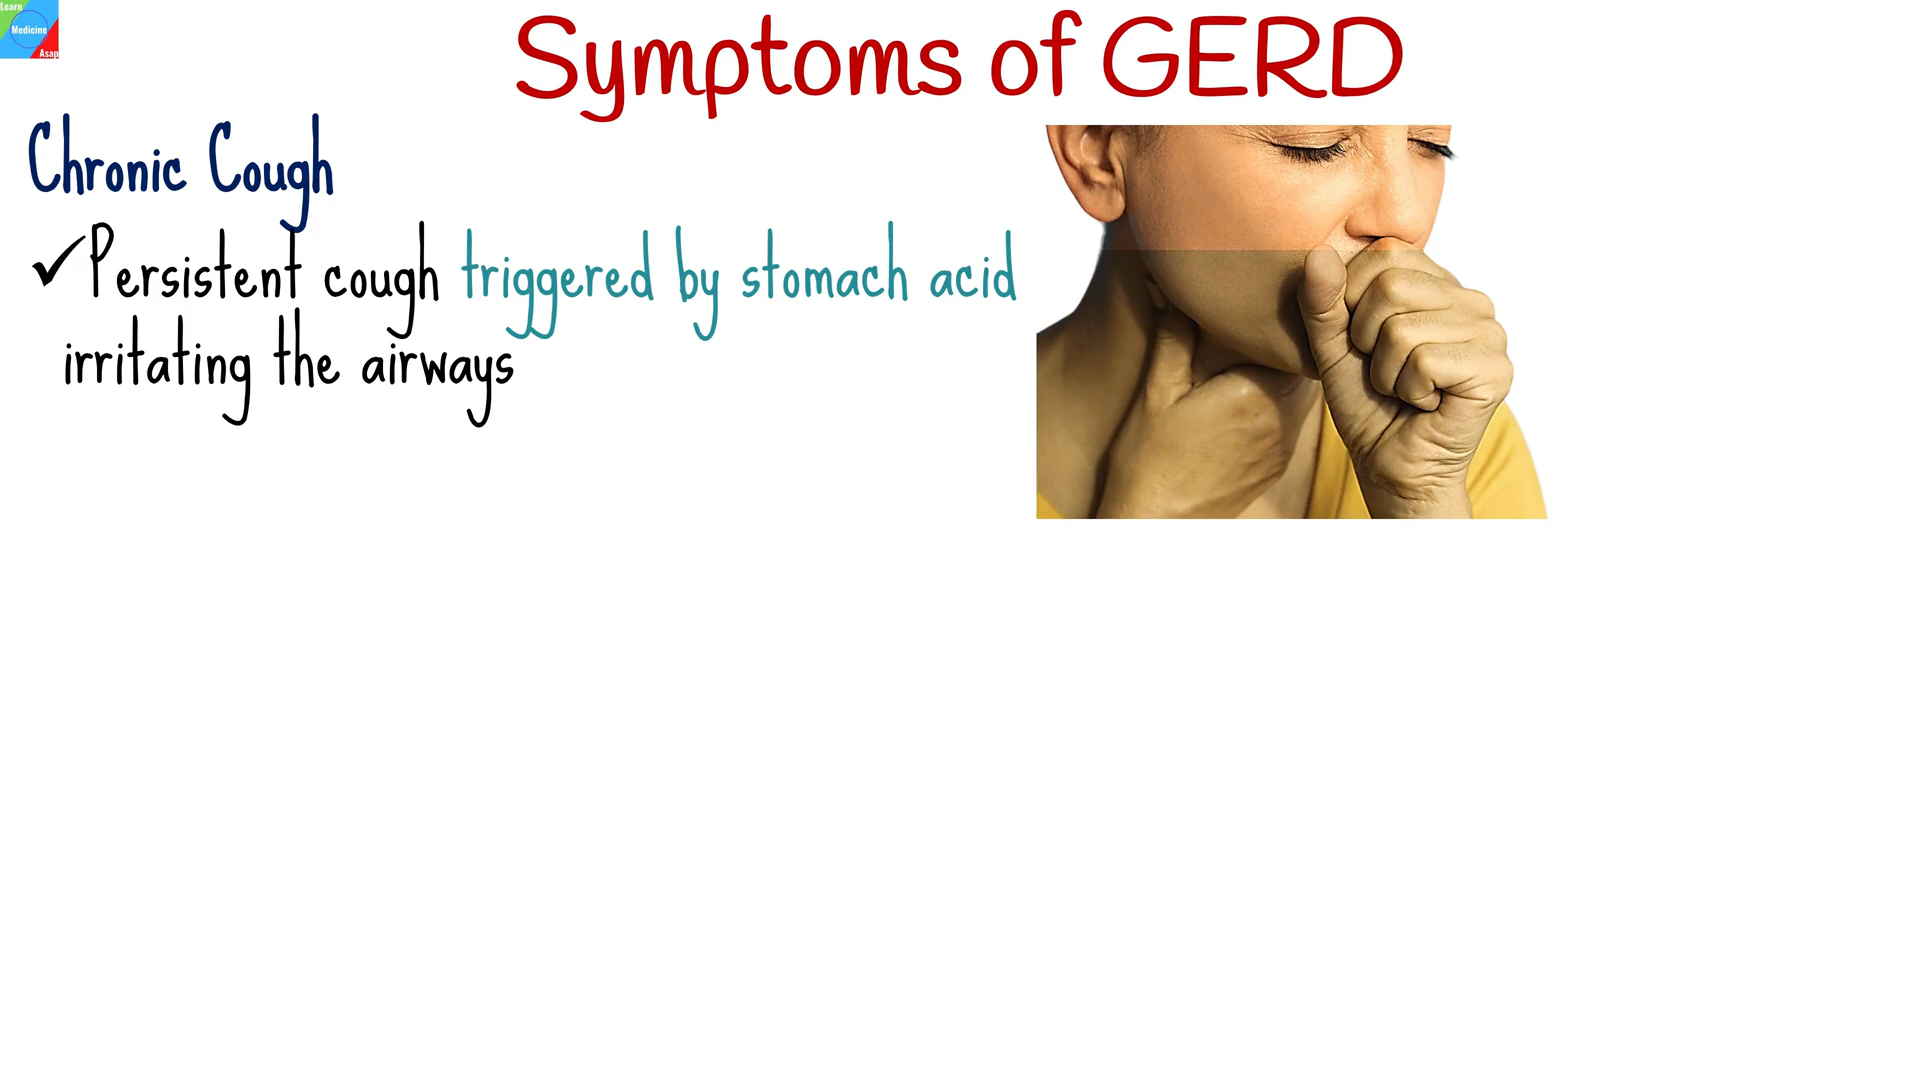 Learn
Medicine
Asap
Symptoms of GERD
Chronic Cough
✓Persistent cough triggered by stomach acid
irritating the airways